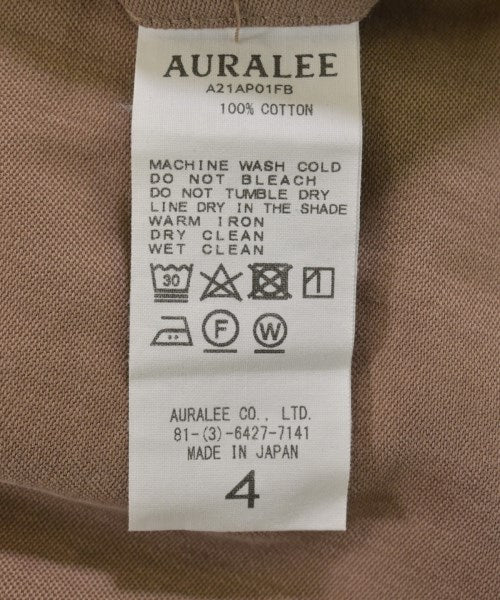 AURALEE
A21AP01FB
100% COTTON
MACHINE WASH COLD
DO NOT BLEACH
DO NOT TUMBLE DRY
LINE DRY IN THE SHADE
WARM IRON
DRY CLEAN
WET CLEAN
30
F W
AURALEE CO., LTD.
81-(3)-6427-7141
MADE IN JAPAN
4